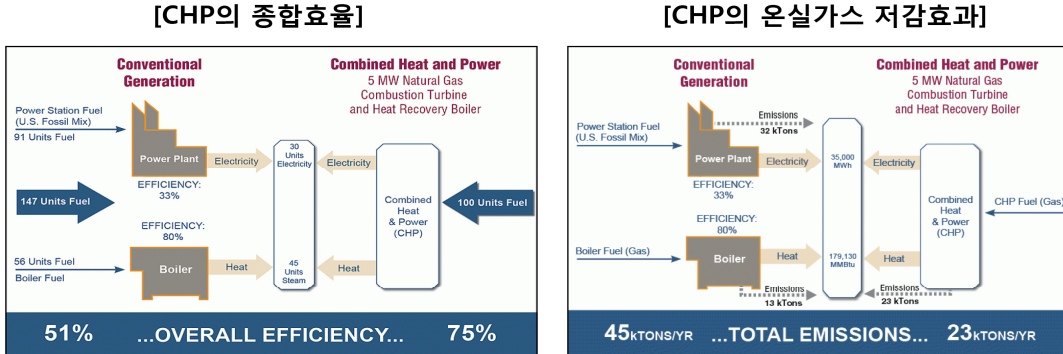 [CHP의 종합효율]
Conventional
Generation
Combined Heat and Power
5 MW Natural Gas
Combustion Turbine
and Heat Recovery Boiler
Power Station Fuel
(U.S. Fossil Mix)
91 Units Fuel
Power Plant
Electricity
30
Units
Electricity
Electricity
EFFICIENCY:
33%
147 Units Fuel
Combined
Heat
& Power
(CHP)
100 Units Fuel
EFFICIENCY:
80%
56 Units Fuel
Boiler Fuel
Boiler
Heat
45
Units
Steam
Heat
51% ...OVERALL EFFICIENCY... 75%
[CHP의 온실가스 저감효과]
Conventional
Generation
Combined Heat and Power
5 MW Natural Gas
Combustion Turbine
and Heat Recovery Boiler
Emissions
32 kTons
Power Station Fuel
(U.S. Fossil Mix)
Power Plant
Electricity
35,000
MWh
Electricity
EFFICIENCY:
33%
Combined
Heat
& Power
(CHP)
CHP Fuel (Gas)
EFFICIENCY:
80%
Boiler Fuel (Gas)
Boiler
Heat
179,130
MMBtu
Heat
Emissions
13 kTons
Emissions
23 kTons
45kTONS/YR ...TOTAL EMISSIONS... 23kTONS/YR